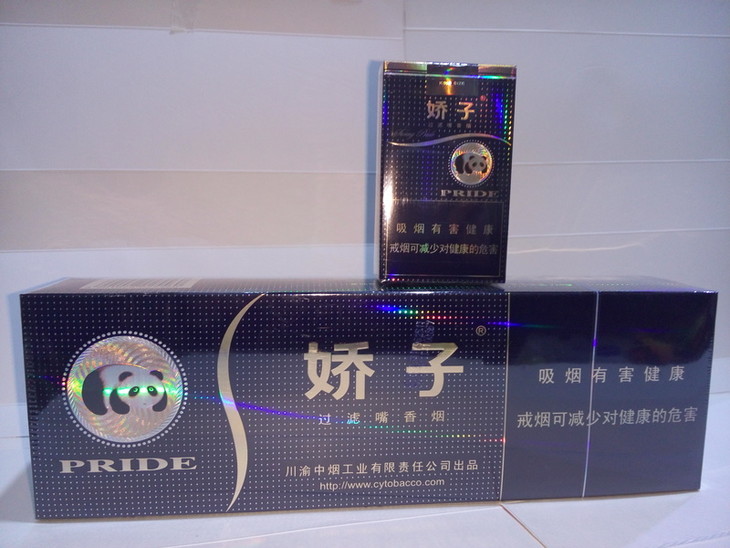 娇子®
PRIDE
吸烟有害健康
戒烟可减少对健康的危害
娇子®
过滤嘴香烟
PRIDE
川渝中烟工业有限责任公司出品
http://www.cytobacco.com
吸烟有害健康
戒烟可减少对健康的危害